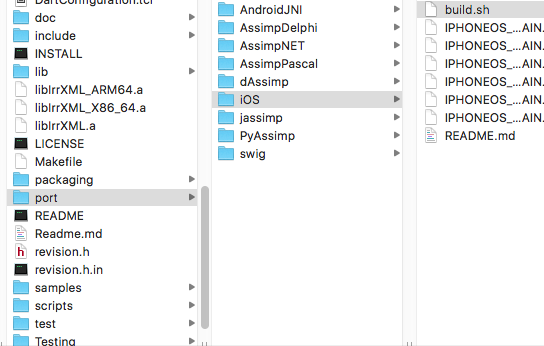 DartConfiguration.tcl
doc
include
INSTALL
lib
libIrrXML_ARM64.a
libIrrXML_X86_64.a
libIrrXML.a
LICENSE
Makefile
packaging
port
README
Readme.md
revision.h
revision.h.in
samples
scripts
test
Testing
AndroidJNI
AssimpDelphi
AssimpNET
AssimpPascal
dAssimp
iOS
jassimp
PyAssimp
swig
build.sh
IPHONEOS_...AIN.
IPHONEOS_...AIN.
IPHONEOS_...AIN.
IPHONEOS_...AIN.
IPHONEOS_...AIN.
IPHONEOS_...AIN.
README.md